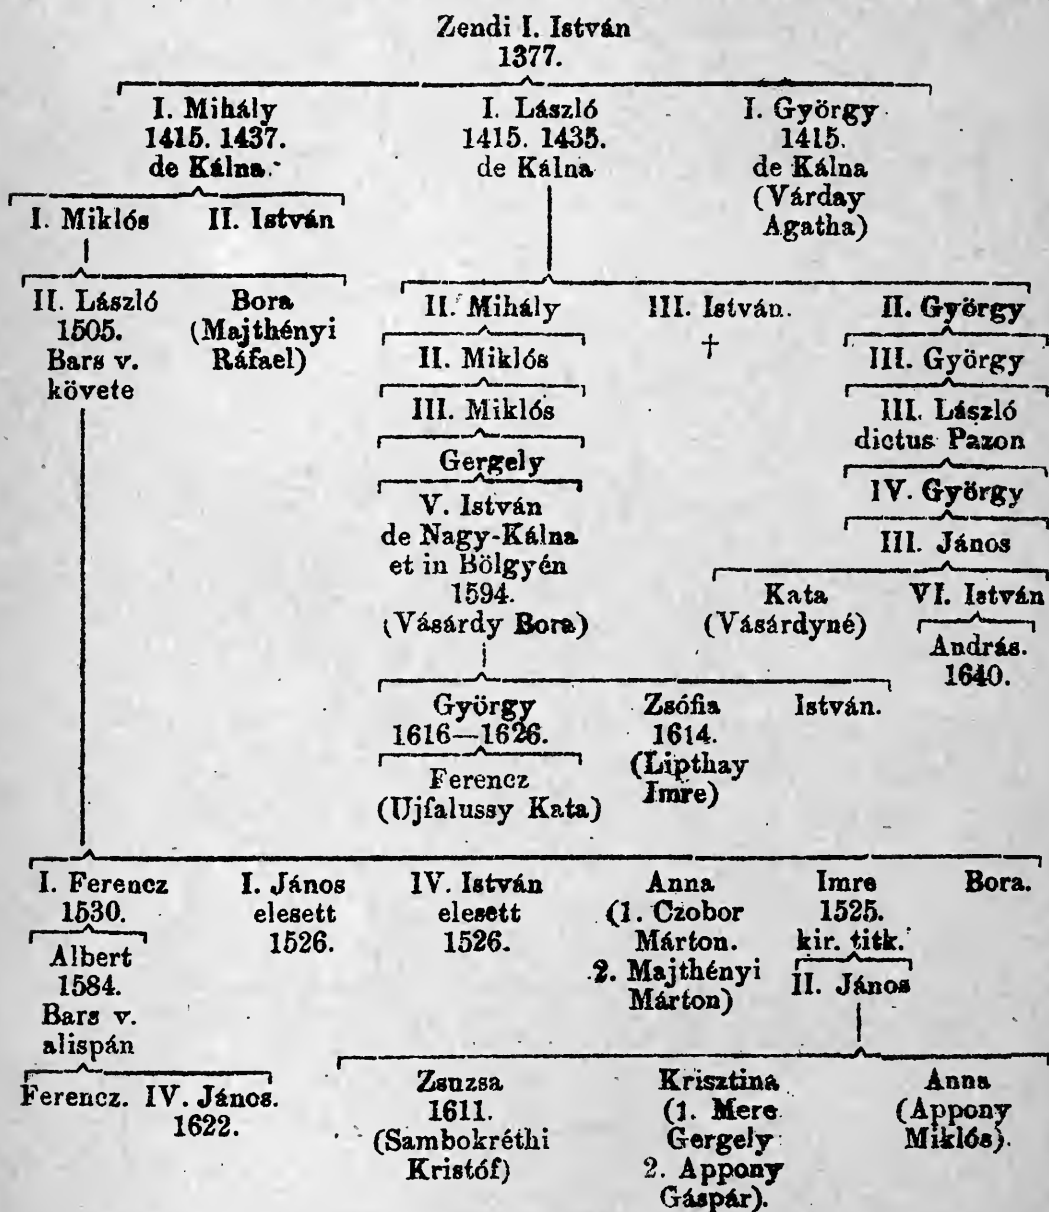 Zendi I. István
1377.
I. Mihály I. László I. György
1415. 1437. 1415. 1435. 1415.
de Kálna. de Kálna de Kálna
(Várday
Agatha)
I. Miklós II. István
II. László Bora II. Mihály III. István. II. György
1505. (Majthényi †
Bars v. Ráfael) II. Miklós III. György
követe
III. Miklós III. László
dictus Pazon
Gergely
V. István IV. György
de Nagy-Kálna
et in Bölgyén III. János
1594. Kata VI. István
(Vásárdy Bora) (Vásárdyné)
András.
1640.
György Zsófia István.
1616—1626. 1614.
Ferencz (Lipthay
(Ujfalussy Kata) Imre)
I. Ferencz I. János IV. István Anna Imre Bora.
1530. elesett elesett (1. Czobor 1525.
1526. 1526. Márton. kir. titk.
Albert 2. Majthényi II. János
1584. Márton)
Bars v.
alispán
Ferencz. IV. János. Zsuzsa Krisztina Anna
1622. 1611. (1. Mere (Appony
(Sambokréthi Gergely Miklós).
Kristóf) 2. Appony
Gáspár).